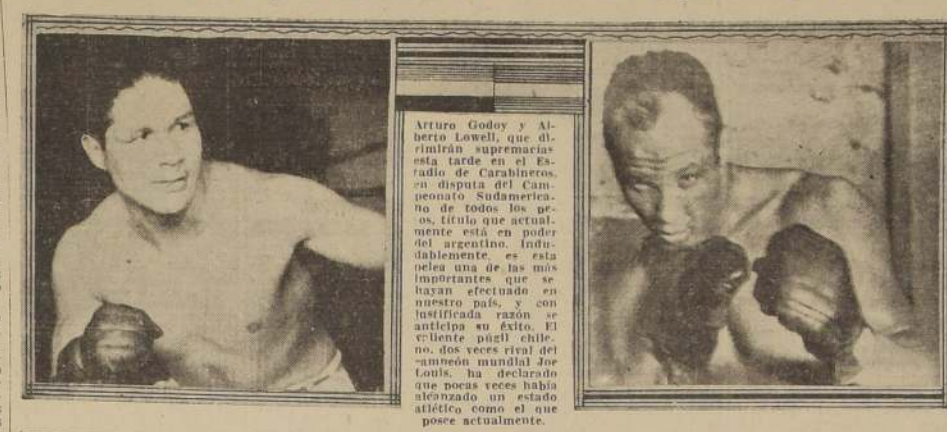 Arturo Godoy y Al-
berto Lowell, que di-
rimirán supremacías
esta tarde en el Es-
tadio de Carabineros,
en disputa del Cam-
peonato Sudamerica-
no de todos los pe-
os, título que actual-
mente está en poder
del argentino. Indu-
dablemente, es esta
pelea una de las más
importantes que se
hayan efectuado en
nuestro país, y con
justificada razón se
anticipa su éxito. El
valiente púgil chile-
no, dos veces rival del
campeón mundial Joe
Louis, ha declarado
que pocas veces había
alcanzado un estado
atlético como el que
posee actualmente.